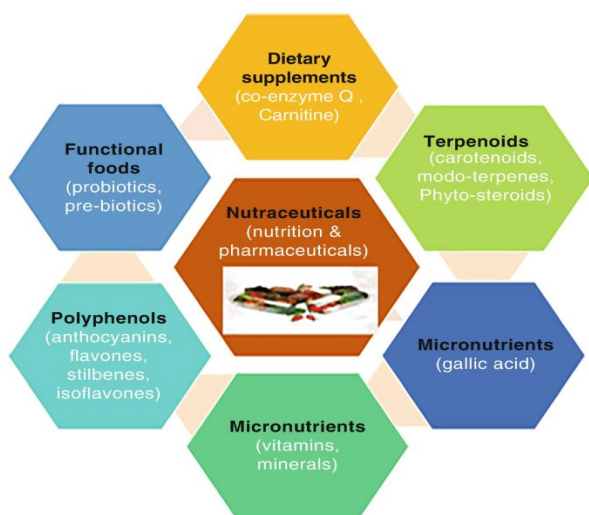 Dietary
supplements
(co-enzyme Q ,
Carnitine)
Functional
foods
(probiotics,
pre-biotics)
Terpenoids
(carotenoids,
modo-terpenes,
Phyto-steroids)
Nutraceuticals
(nutrition &
pharmaceuticals)
Polyphenols
(anthocyanins,
flavones,
stilbenes,
isoflavones)
Micronutrients
(gallic acid)
Micronutrients
(vitamins,
minerals)